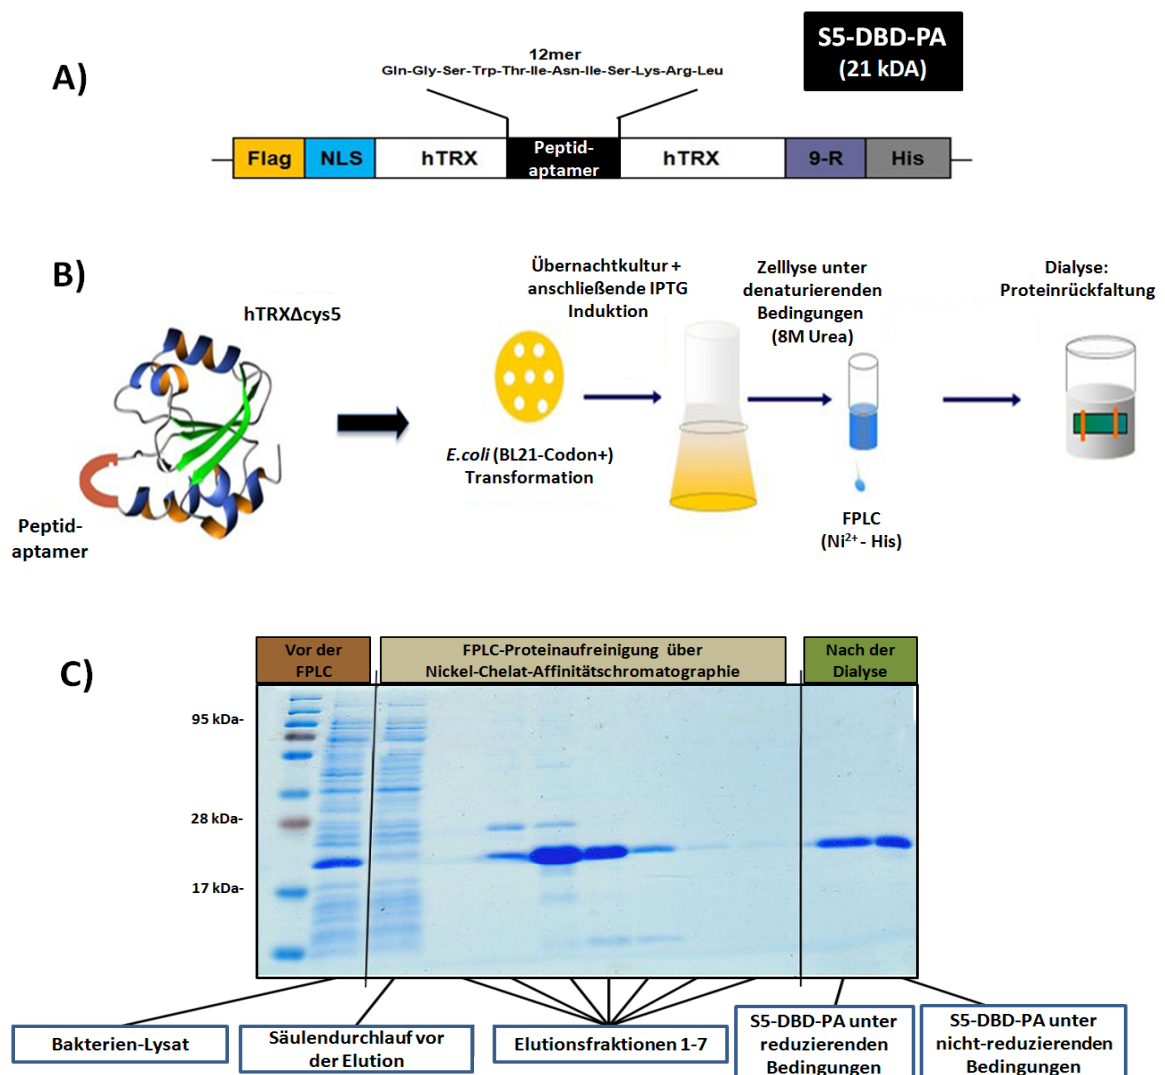 A)
12mer
Gln-Gly-Ser-Trp-Thr-Ile-Asn-Ile-Ser-Lys-Arg-Leu
S5-DBD-PA
(21 kDA)
Flag
NLS
hTRX
Peptid-
aptamer
hTRX
9-R
His
B)
hTRXΔcys5
Peptid-
aptamer
E.coli (BL21-Codon+)
Transformation
Übernachtkultur +
anschließende IPTG
Induktion
Zelllyse unter
denaturierenden
Bedingungen
(8M Urea)
FPLC
(Ni²⁺ - His)
Dialyse:
Proteinrückfaltung
C)
Vor der
FPLC
FPLC-Proteinaufreinigung über
Nickel-Chelat-Affinitätschromatographie
Nach der
Dialyse
95 kDa-
28 kDa-
17 kDa-
Bakterien-Lysat
Säulendurchlauf vor
der Elution
Elutionsfraktionen 1-7
S5-DBD-PA unter
reduzierenden
Bedingungen
S5-DBD-PA unter
nicht-reduzierenden
Bedingungen